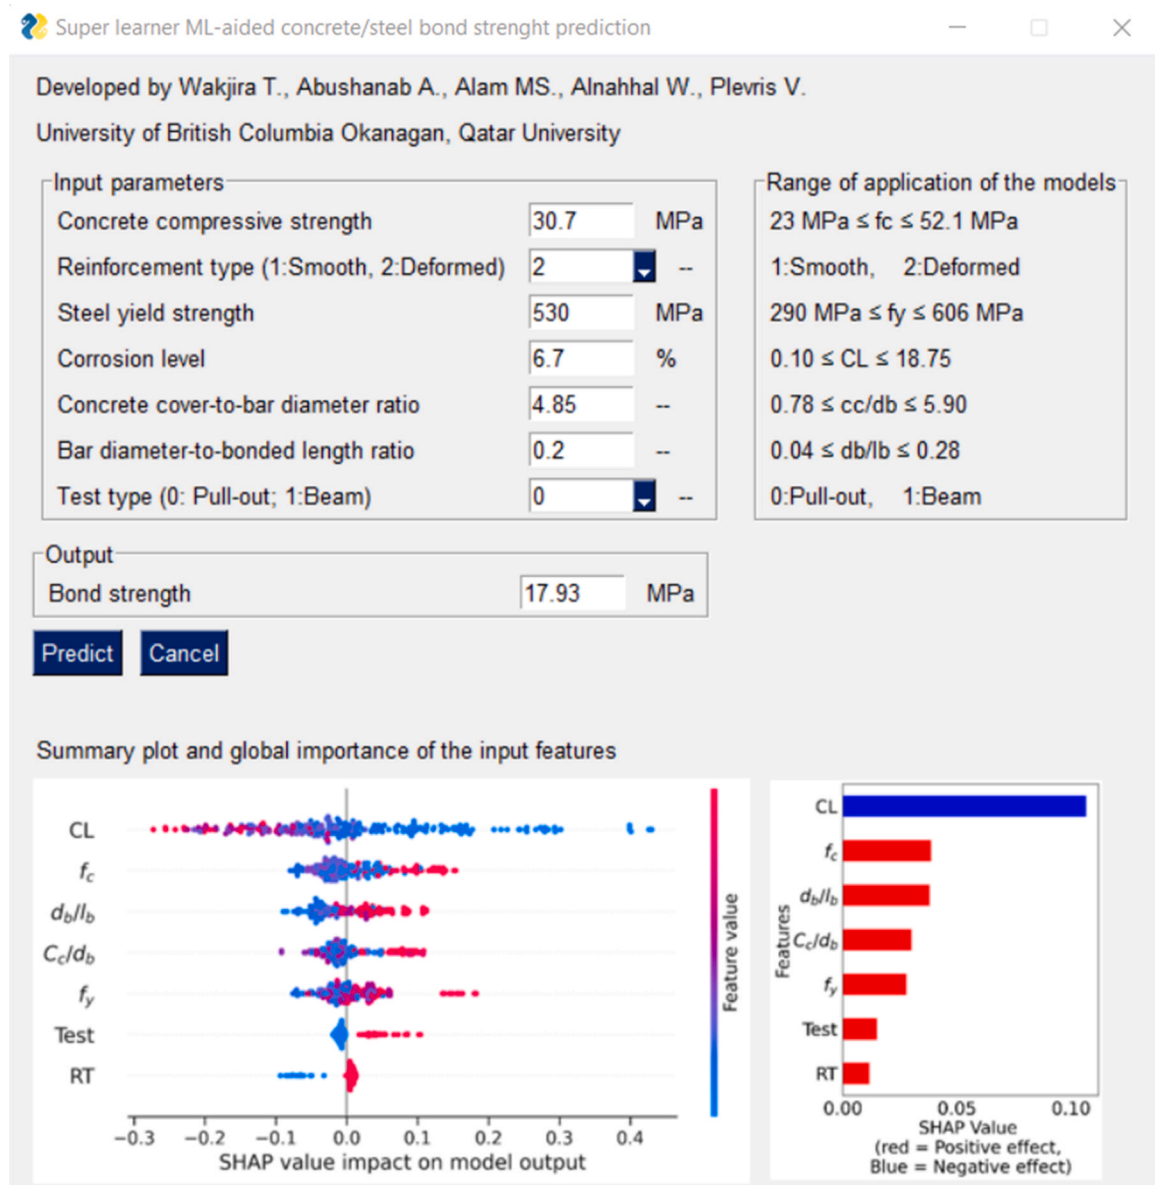 Super learner ML-aided concrete/steel bond strenght prediction
Developed by Wakjira T., Abushanab A., Alam MS., Alnahhal W., Plevris V.
University of British Columbia Okanagan, Qatar University
Input parameters
Concrete compressive strength 30.7 MPa
Reinforcement type (1:Smooth, 2:Deformed) 2 --
Steel yield strength 530 MPa
Corrosion level 6.7 %
Concrete cover-to-bar diameter ratio 4.85 --
Bar diameter-to-bonded length ratio 0.2 --
Test type (0: Pull-out; 1:Beam) 0 --
Range of application of the models
23 MPa ≤ fc ≤ 52.1 MPa
1:Smooth, 2:Deformed
290 MPa ≤ fy ≤ 606 MPa
0.10 ≤ CL ≤ 18.75
0.78 ≤ cc/db ≤ 5.90
0.04 ≤ db/lb ≤ 0.28
0:Pull-out, 1:Beam
Output
Bond strength 17.93 MPa
Predict Cancel
Summary plot and global importance of the input features
CL
fc
db/lb
Cc/db
fy
Test
RT
−0.3 −0.2 −0.1 0.0 0.1 0.2 0.3 0.4
SHAP value impact on model output
Feature value
Features
CL
fc
db/lb
Cc/db
fy
Test
RT
0.00 0.05 0.10
SHAP Value
(red = Positive effect,
Blue = Negative effect)